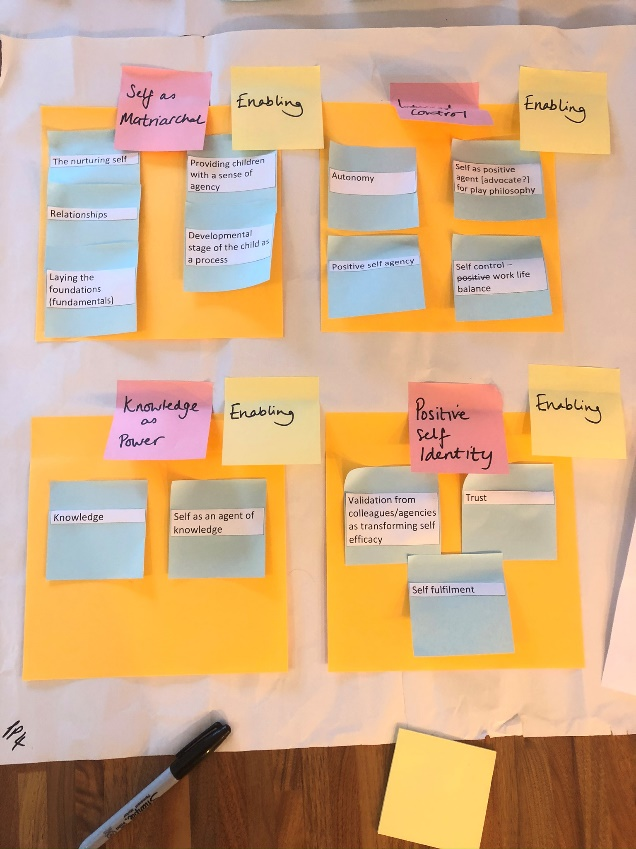 Self as
Matriarchal
Enabling
The nurturing self
Relationships
Laying the
foundations
(fundamentals)
Providing children
with a sense of
agency
Developmental
stage of the child as
a process
control
Enabling
Autonomy
Self as positive
agent [advocate?]
for play philosophy
Positive self agency
Self control –
positive work life
balance
Knowledge
as
Power
Enabling
Knowledge
Self as an agent of
knowledge
Positive
Self
Identity
Enabling
Validation from
colleagues/agencies
as transforming self
efficacy
Trust
Self fulfilment
1P4
Sharpie